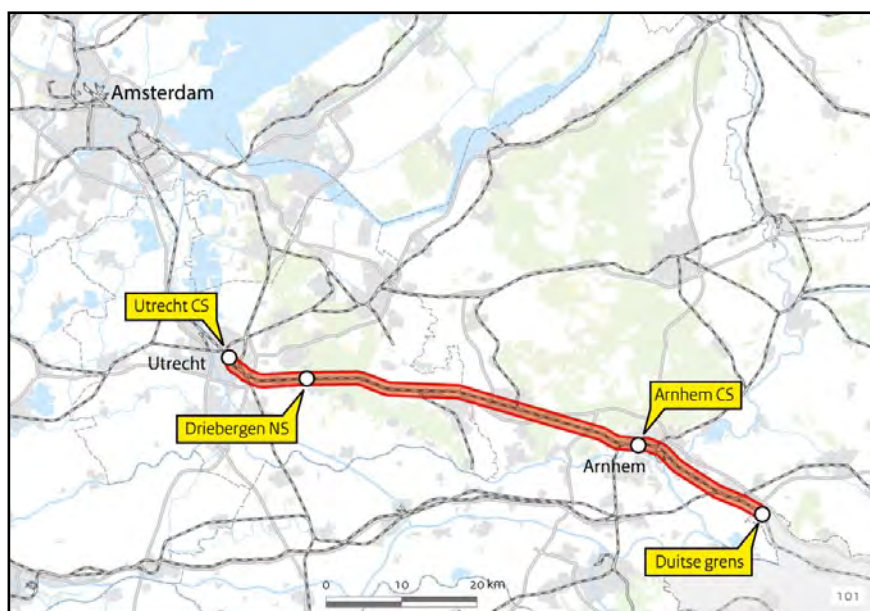 Amsterdam
Utrecht CS
Utrecht
Driebergen NS
Arnhem CS
Arnhem
Duitse grens
0 10 20 km
101